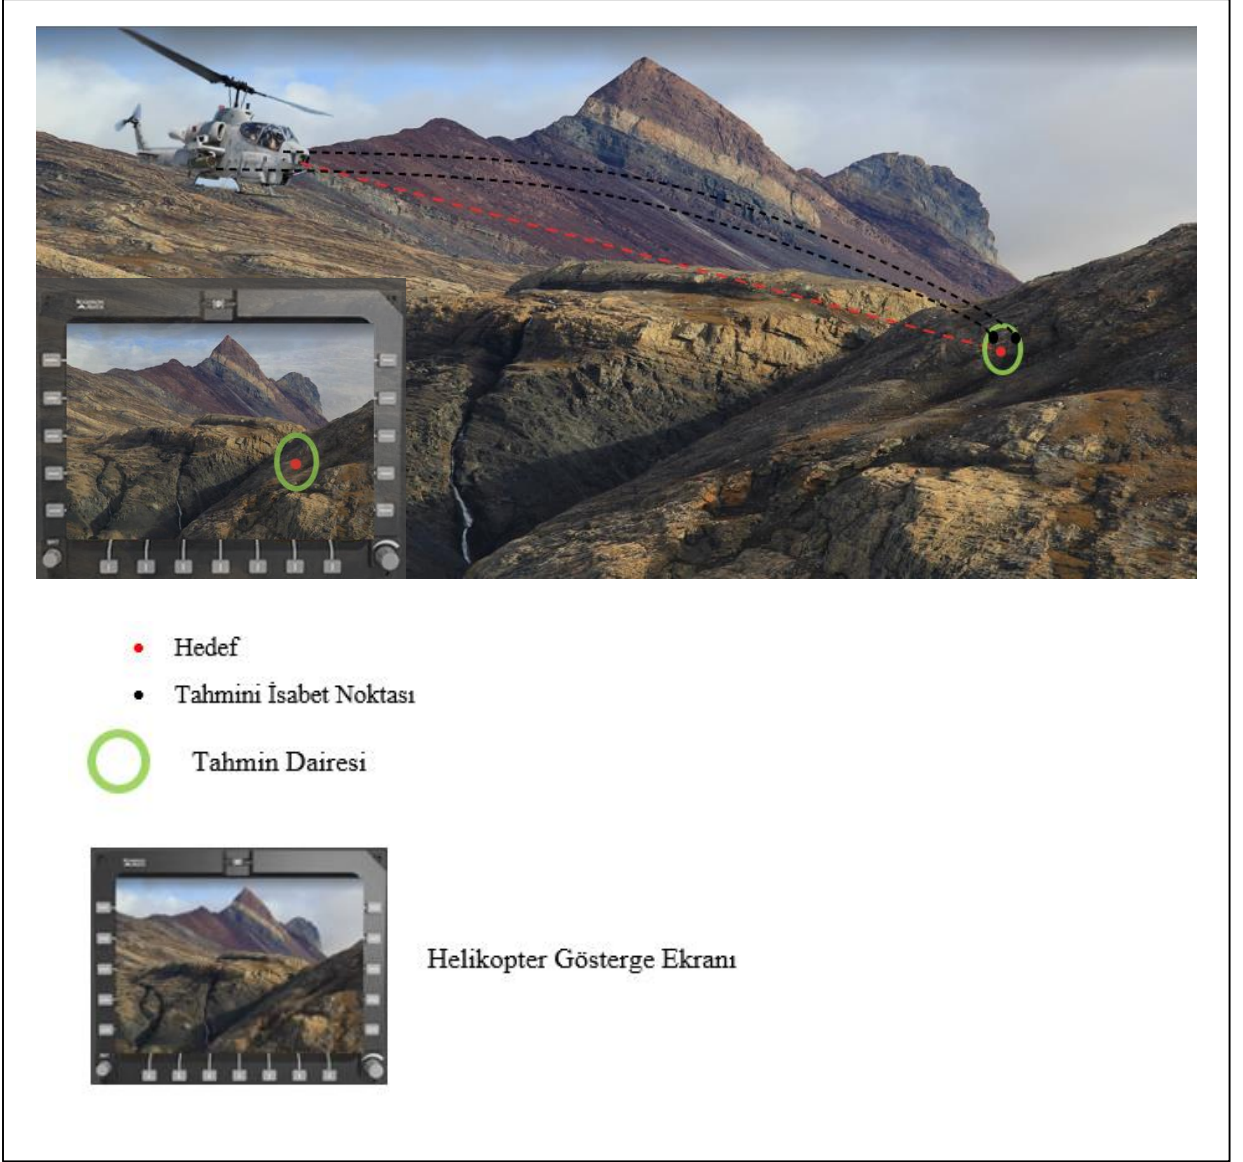 Hedef
Tahmini İsabet Noktası
Tahmin Dairesi
Helikopter Gösterge Ekranı